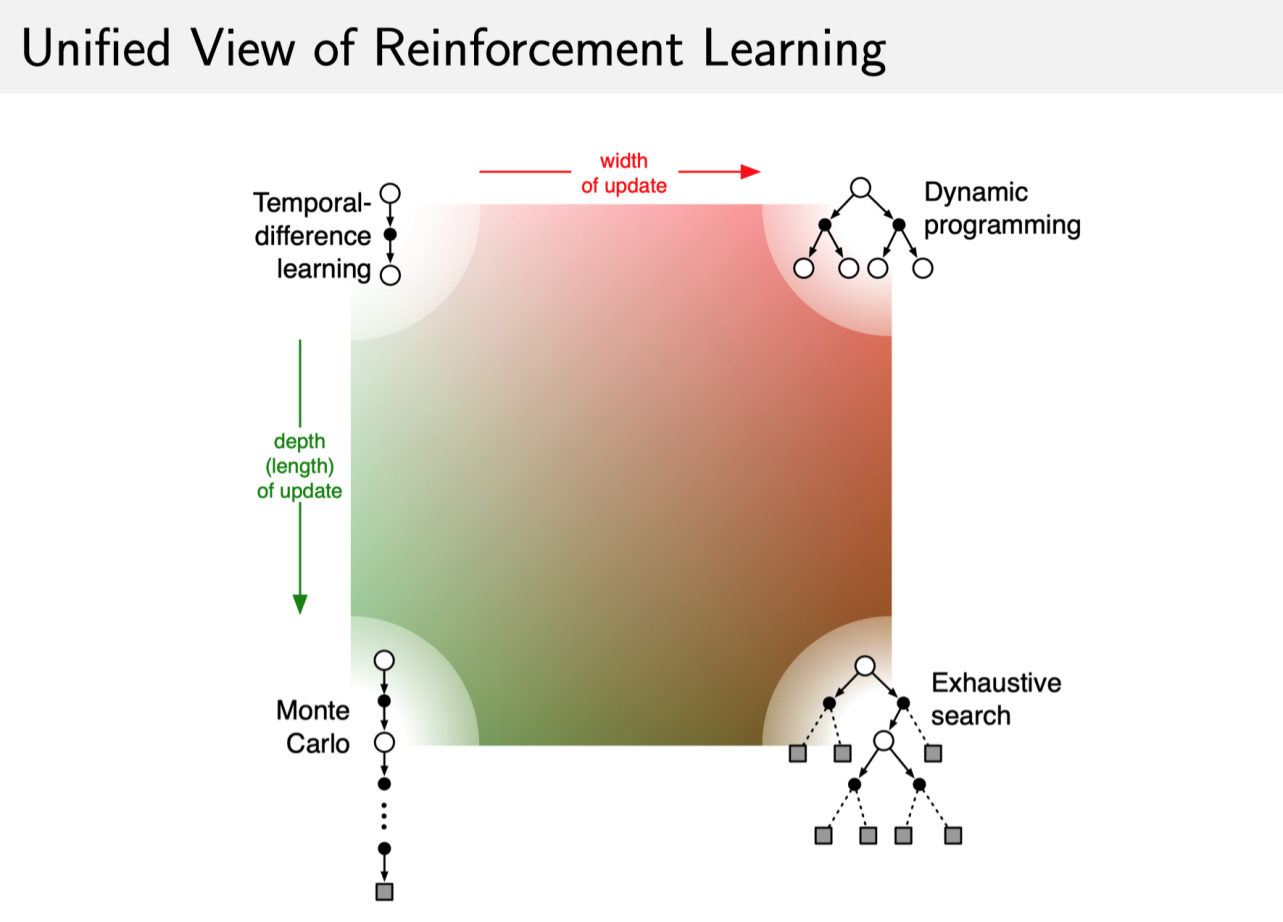 Unified View of Reinforcement Learning
width
of update
Temporal-
difference
learning
Dynamic
programming
depth
(length)
of update
Monte
Carlo
Exhaustive
search